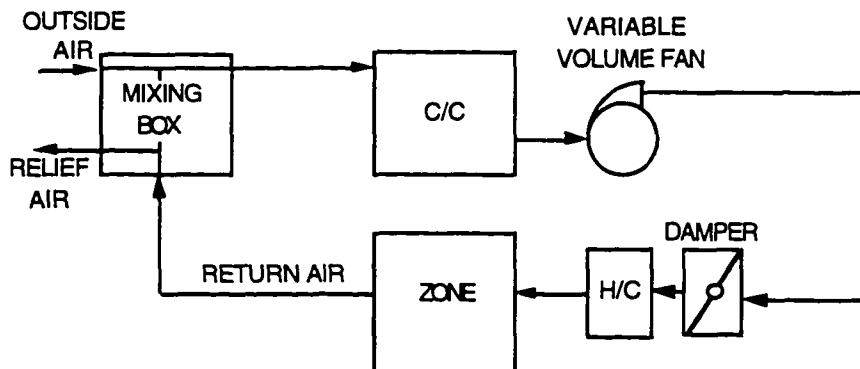 OUTSIDE
AIR
VARIABLE
VOLUME FAN
MIXING
BOX
C/C
RELIEF
AIR
RETURN AIR
ZONE
H/C
DAMPER